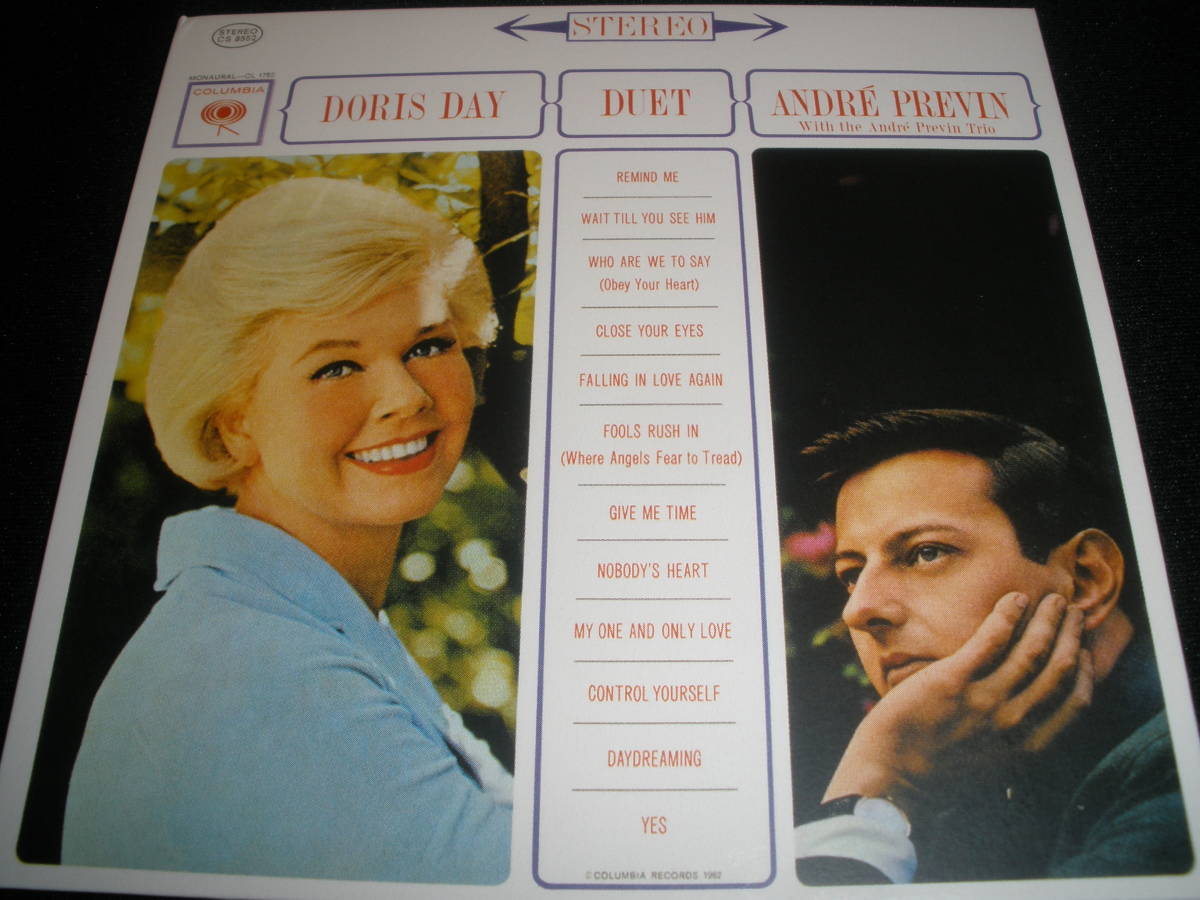 STEREO
STEREO
CS 8552
MONAURAL—CL 1752
COLUMBIA
DORIS DAY
DUET
ANDRÉ PREVIN
With the André Previn Trio
REMIND ME
WAIT TILL YOU SEE HIM
WHO ARE WE TO SAY
(Obey Your Heart)
CLOSE YOUR EYES
FALLING IN LOVE AGAIN
FOOLS RUSH IN
(Where Angels Fear to Tread)
GIVE ME TIME
NOBODY'S HEART
MY ONE AND ONLY LOVE
CONTROL YOURSELF
DAYDREAMING
YES
© COLUMBIA RECORDS 1962